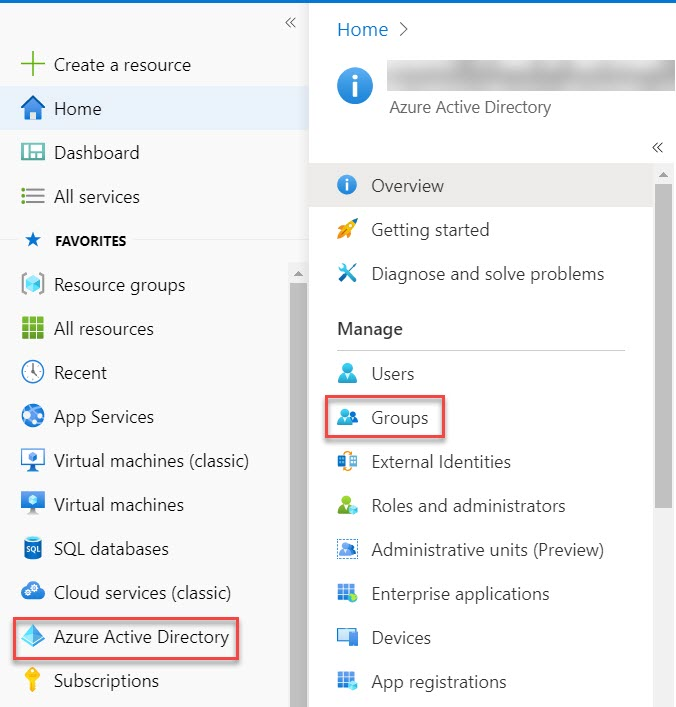 Create a resource
Home
Dashboard
All services
FAVORITES
Resource groups
All resources
Recent
App Services
Virtual machines (classic)
Virtual machines
SQL
SQL databases
Cloud services (classic)
Azure Active Directory
Subscriptions
Home >
Azure Active Directory
Overview
Getting started
Diagnose and solve problems
Manage
Users
Groups
External Identities
Roles and administrators
Administrative units (Preview)
Enterprise applications
Devices
App registrations